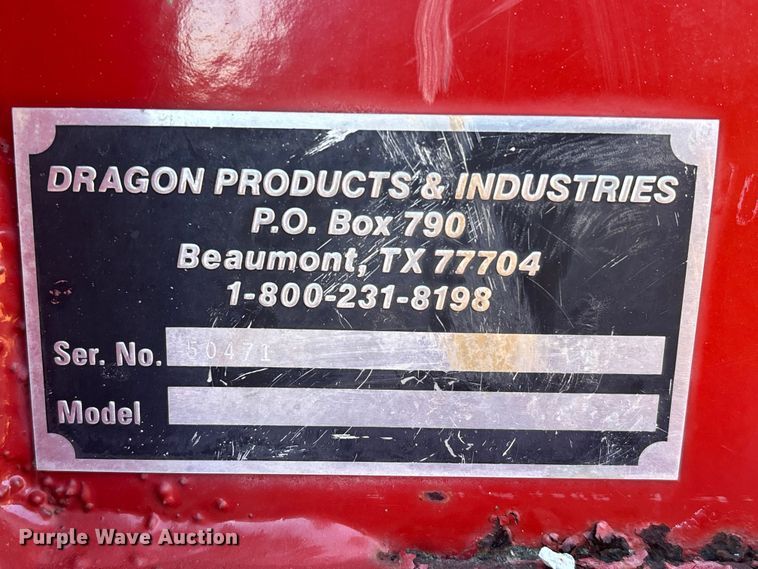 DRAGON PRODUCTS & INDUSTRIES
P.O. Box 790
Beaumont, TX 77704
1-800-231-8198
Ser. No. 50471
Model
Purple Wave Auction